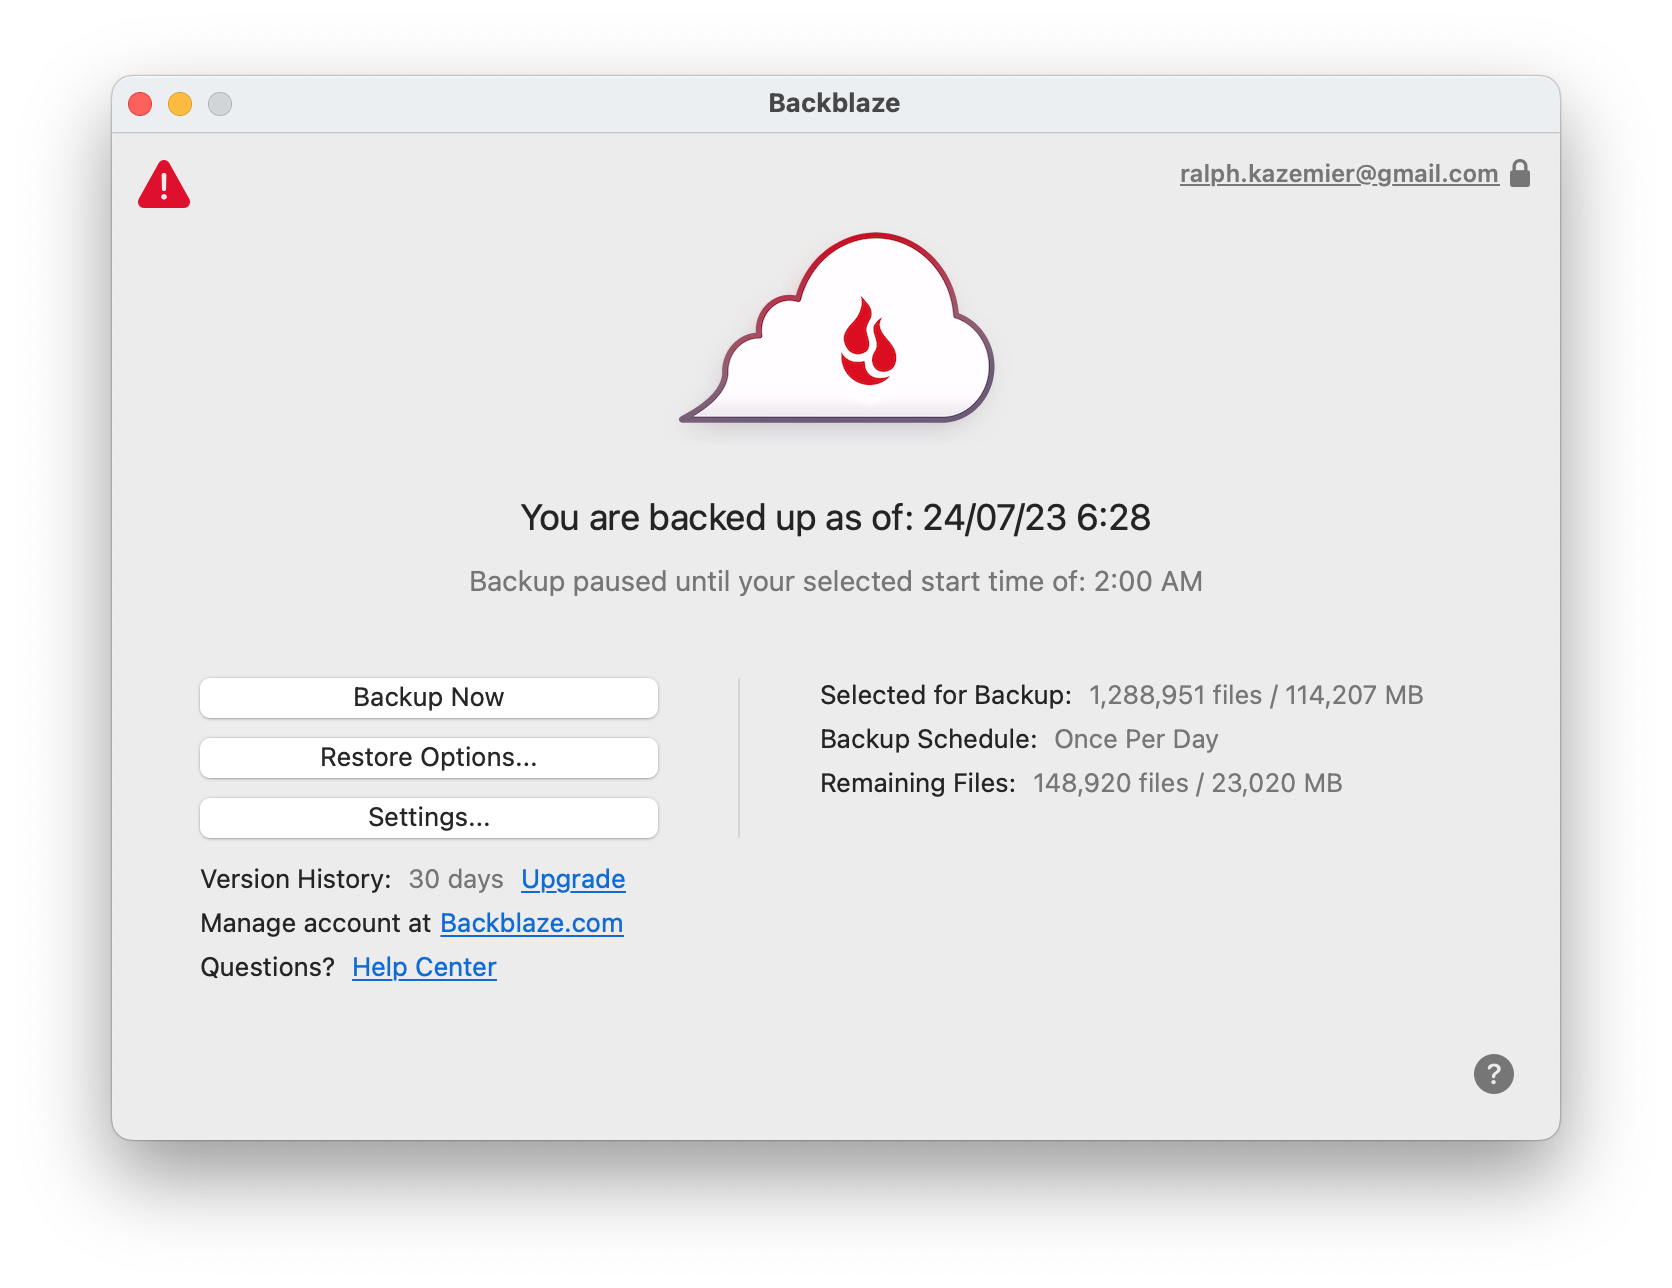 Backblaze
ralph.kazemier@gmail.com
You are backed up as of: 24/07/23 6:28
Backup paused until your selected start time of: 2:00 AM
Backup Now
Restore Options...
Settings...
Selected for Backup: 1,288,951 files / 114,207 MB
Backup Schedule: Once Per Day
Remaining Files: 148,920 files / 23,020 MB
Version History: 30 days Upgrade
Manage account at Backblaze.com
Questions? Help Center
?